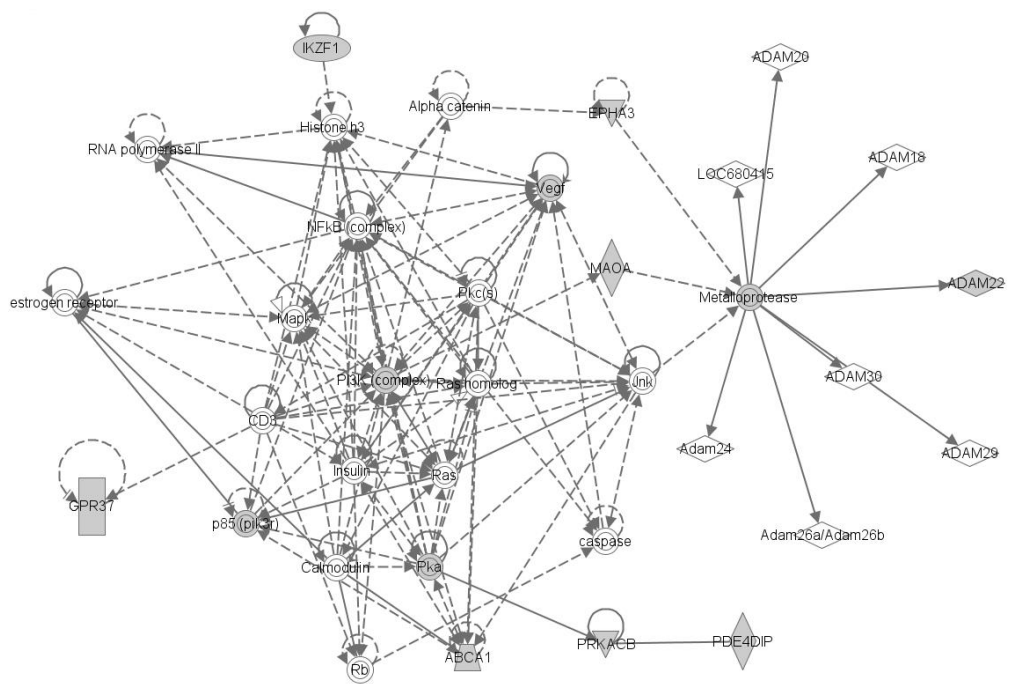 IKZF1
ADAM20
Alpha catenin
EPHA3
Histone h3
RNA polymerase II
ADAM18
LOC680415
Vegf
NFkB (complex)
MAOA
ADAM22
Pkc(s)
Metalloprotease
estrogen receptor
Mapk
ADAM30
PI3K (complex)
Ras homolog
Jnk
CD3
Adam24
ADAM29
Insulin
Ras
GPR37
p85 (pik3r)
Adam26a/Adam26b
caspase
Calmodulin
Pka
PRKACB
PDE4DIP
ABCA1
Rb